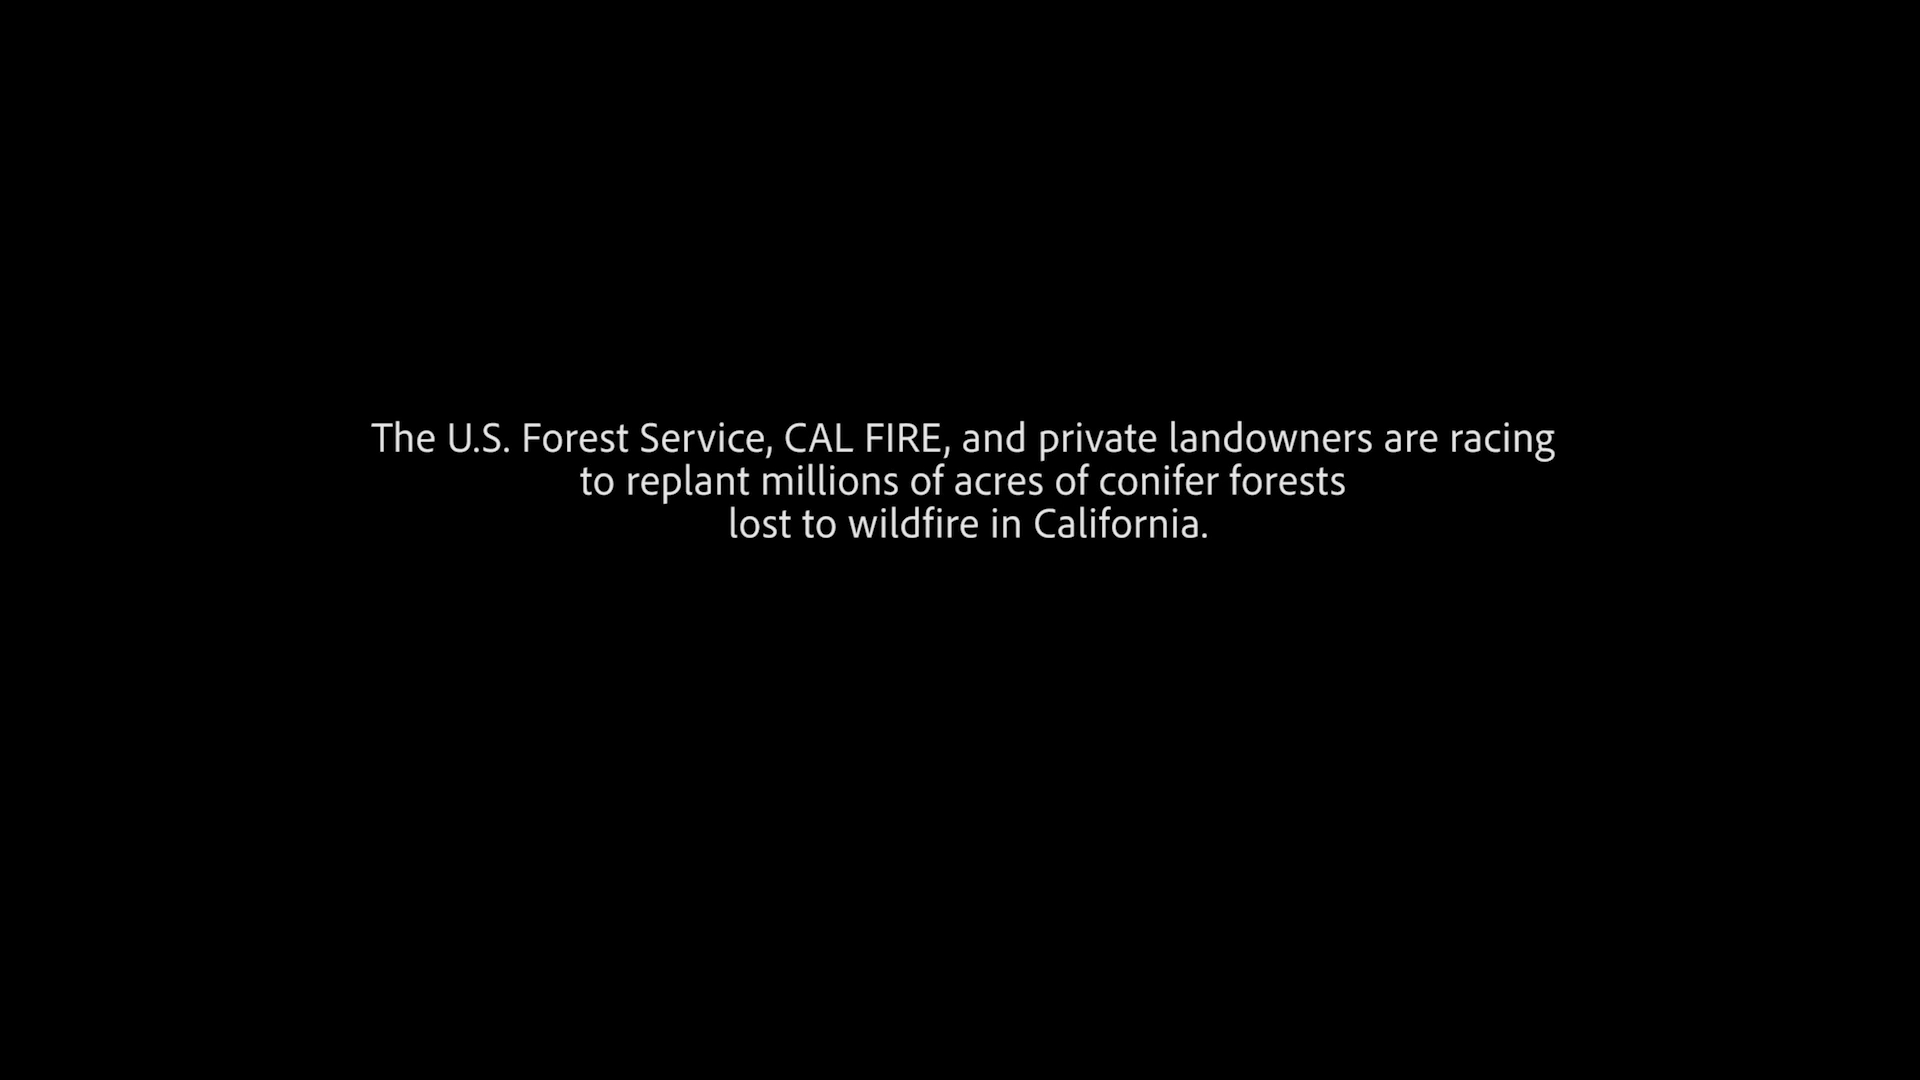 The U.S. Forest Service, CAL FIRE, and private landowners are racing
to replant millions of acres of conifer forests
lost to wildfire in California.